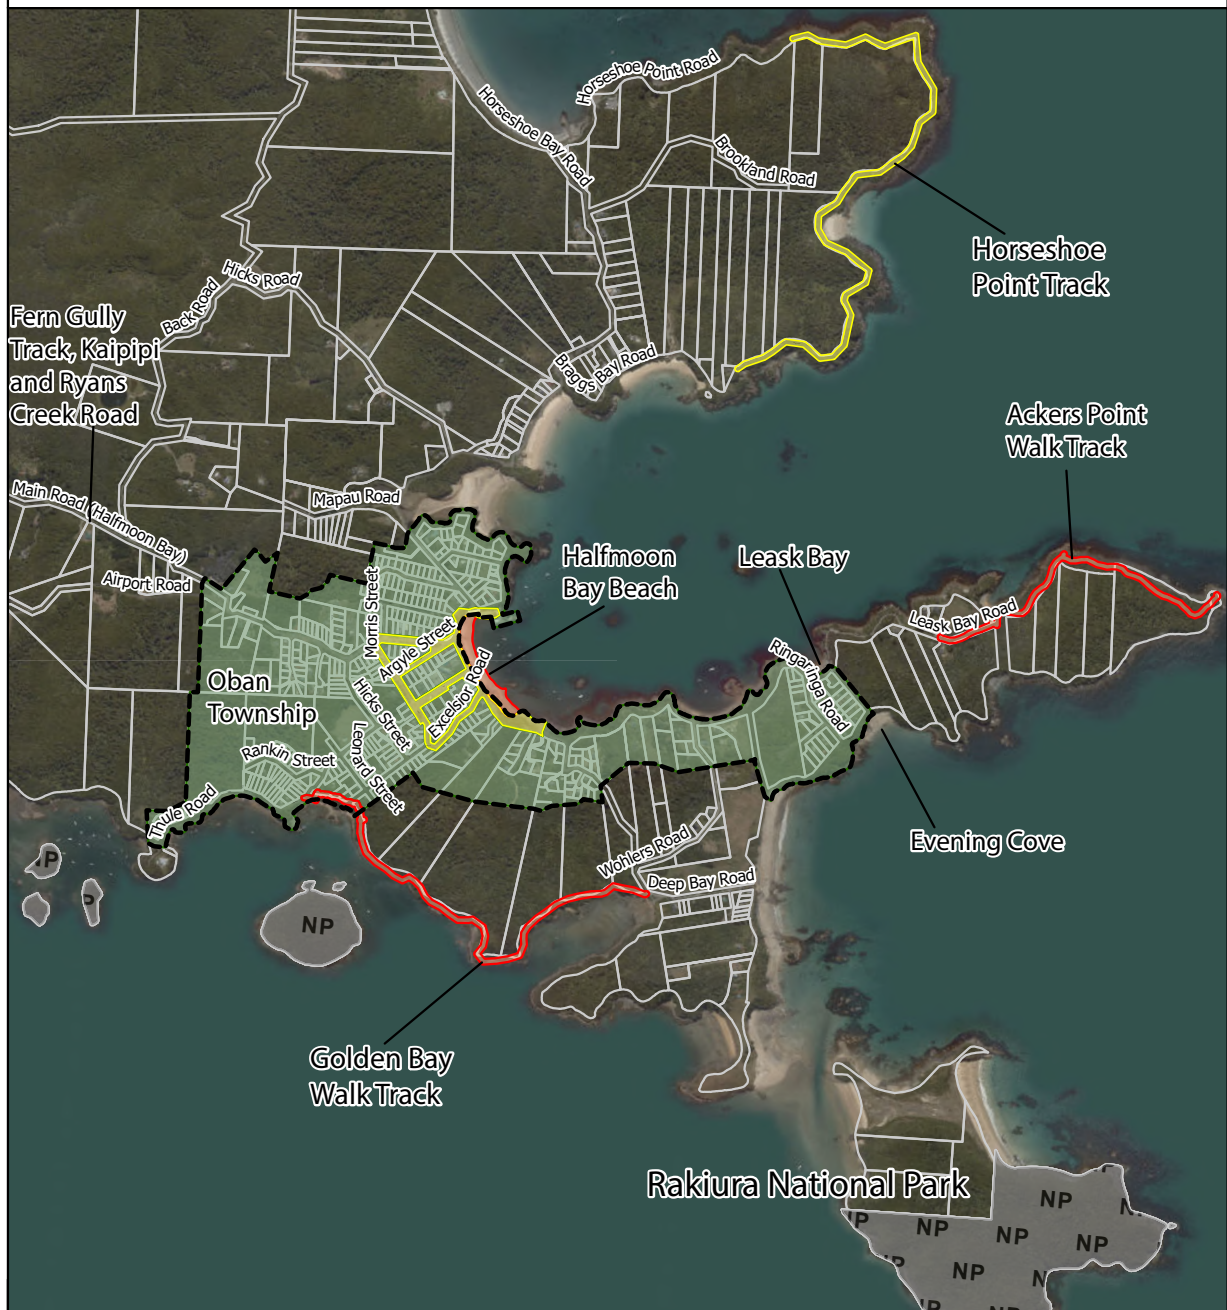 Horseshoe Point Road
Horseshoe Bay Road
Brookland Road
Horseshoe
Point Track
Hicks Road
Back Road
Fern Gully
Track, Kaipipi
and Ryans
Creek Road
Braggs Bay Road
Ackers Point
Walk Track
Main Road (Halfmoon Bay)
Mapau Road
Airport Road
Halfmoon
Bay Beach
Leask Bay
Leask Bay Road
Morris Street
Argyle Street
Excelsior Road
Ringaringa Road
Oban
Township
Hicks Street
Leonard Street
Rankin Street
Thule Road
Evening Cove
Wohlers Road
Deep Bay Road
NP
NP
Golden Bay
Walk Track
Rakiura National Park
NP
NP
NP
NP
NP
NP